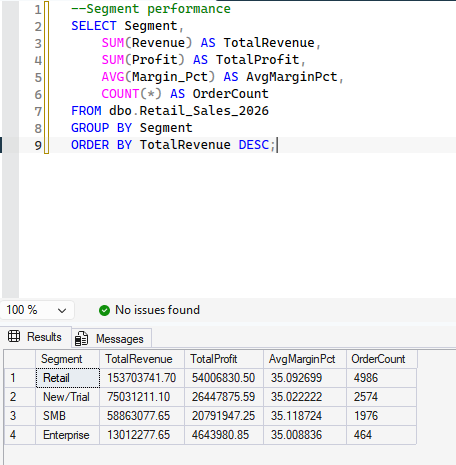 1 --Segment performance
2 SELECT Segment,
3 SUM(Revenue) AS TotalRevenue,
4 SUM(Profit) AS TotalProfit,
5 AVG(Margin_Pct) AS AvgMarginPct,
6 COUNT(*) AS OrderCount
7 FROM dbo.Retail_Sales_2026
8 GROUP BY Segment
9 ORDER BY TotalRevenue DESC;
100 % No issues found
Results Messages
Segment TotalRevenue TotalProfit AvgMarginPct OrderCount
1 Retail 153703741.70 54006830.50 35.092699 4986
2 New/Trial 75031211.10 26447875.59 35.022222 2574
3 SMB 58863077.65 20791947.25 35.118724 1976
4 Enterprise 13012277.65 4643980.85 35.008836 464